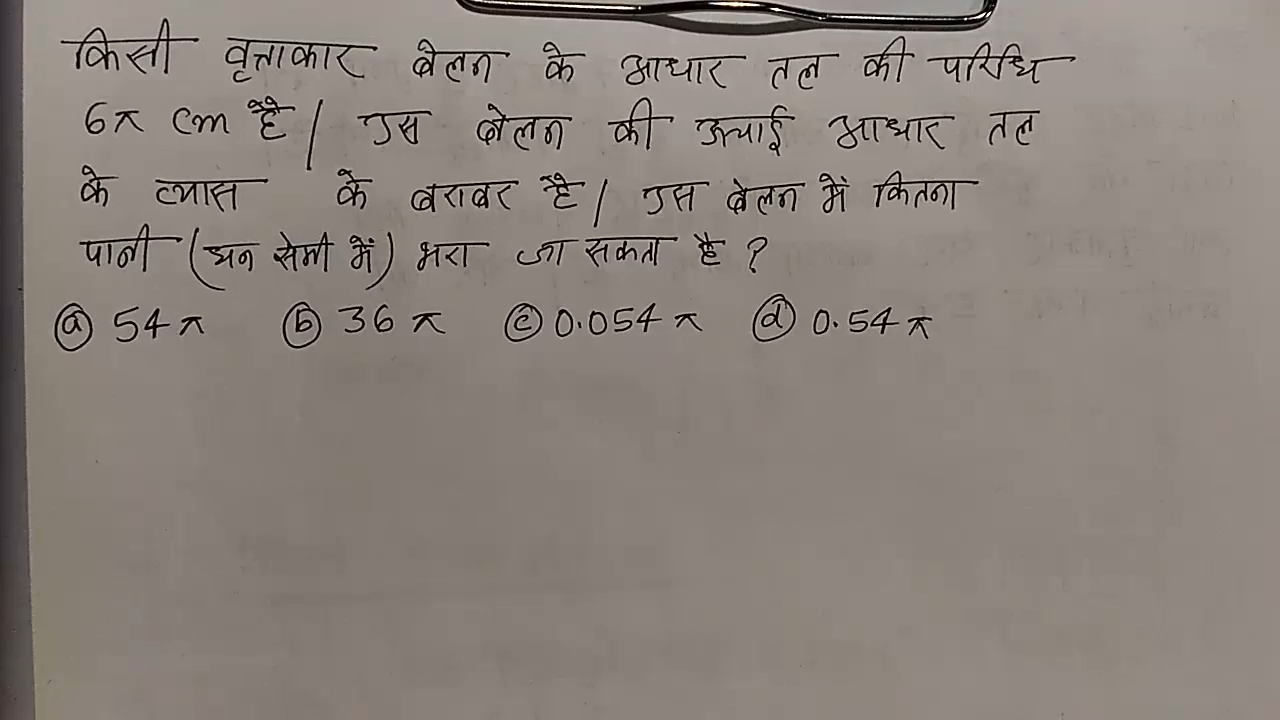 किसी वृत्ताकार बेलन के आधार तल की परिधि
6π cm है | उस बेलन की ऊचाई आधार तल
के व्यास के बराबर है | उस बेलन में कितना
पानी (घन सेमी में) भरा जा सकता है ?
ⓐ 54π ⓑ 36π ⓒ 0.054π ⓓ 0.54π